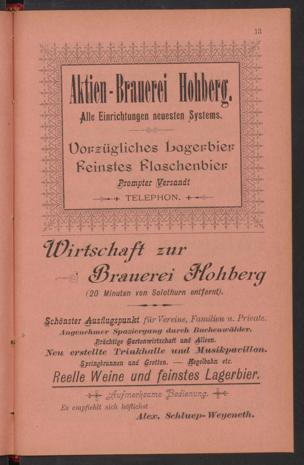 13
Aktien-Brauerei Hohberg.
Alle Einrichtungen neuesten Systems.
Vorzügliches Lagerbier
Feinstes Flaschenbier
Prompter Versandt
TELEPHON.
Wirtschaft zur
Brauerei Hohberg
(20 Minuten von Solothurn entfernt).
Schönster Ausflugspunkt für Vereine, Familien u. Private.
Angenehmer Spaziergang durch Buchenwälder.
Prächtige Gartenwirtschaft und Alleen.
Neu erstellte Trinkhalle und Musikpavillon.
Springbrunnen und Grotten. — Kegelbahn etc.
Reelle Weine und feinstes Lagerbier.
Aufmerksame Bedienung.
Es empfiehlt sich höflichst
Alex. Schluep-Weyeneth.